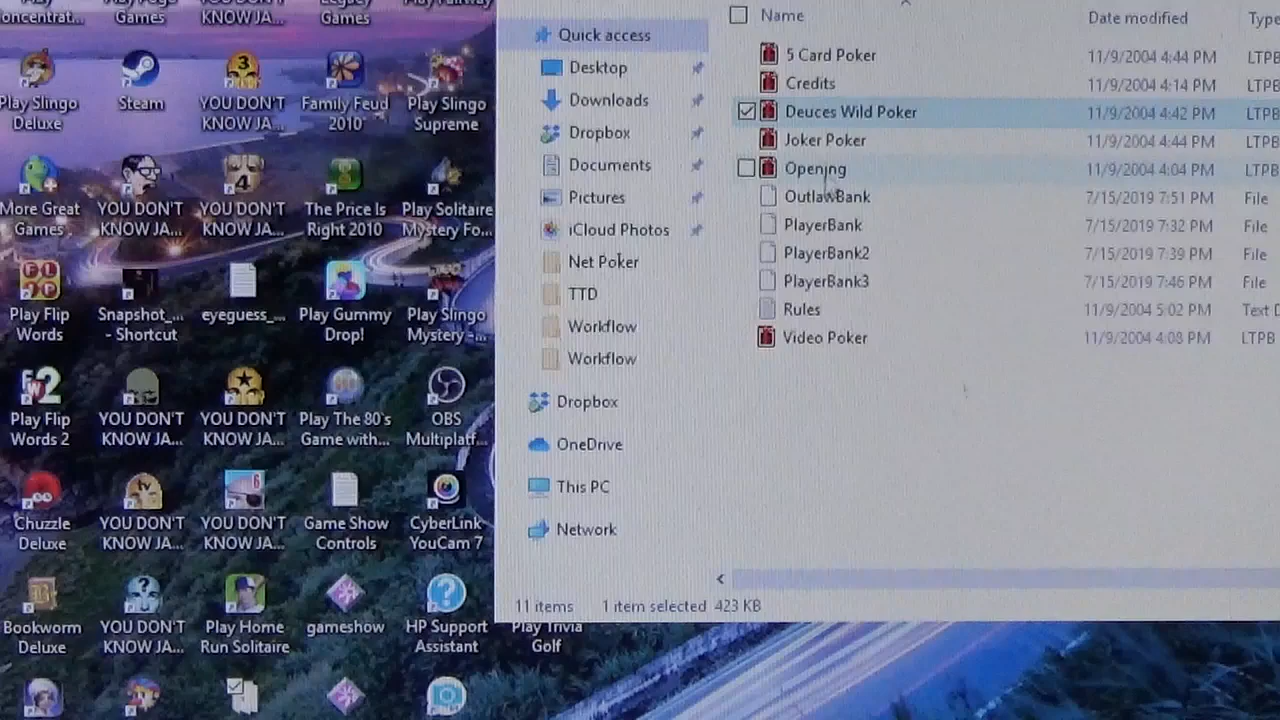 Play
Concentrat...
Play Poge
Games
YOU DON'T
KNOW JA...
Legacy
Games
Play Fairway
Play Slingo
Deluxe
Steam
YOU DON'T
KNOW JA...
Family Feud
2010
Play Slingo
Supreme
More Great
Games
YOU DON'T
KNOW JA...
YOU DON'T
KNOW JA...
The Price Is
Right 2010
Play Solitaire
Mystery Fo...
Play Flip
Words
Snapshot_...
- Shortcut
eyeguess_...
Play Gummy
Drop!
Play Slingo
Mystery -...
Play Flip
Words 2
YOU DON'T
KNOW JA...
YOU DON'T
KNOW JA...
Play The 80's
Game with...
OBS
Multiplatf...
Chuzzle
Deluxe
YOU DON'T
KNOW JA...
YOU DON'T
KNOW JA...
Game Show
Controls
CyberLink
YouCam 7
Bookworm
Deluxe
YOU DON'T
KNOW JA...
Play Home
Run Solitaire
gameshow
HP Support
Assistant
Play Trivia
Golf
Quick access
Desktop
Downloads
Dropbox
Documents
Pictures
iCloud Photos
Net Poker
TTD
Workflow
Workflow
Dropbox
OneDrive
This PC
Network
Name Date modified Type
5 Card Poker 11/9/2004 4:44 PM LTPB
Credits 11/9/2004 4:14 PM LTPB
Deuces Wild Poker 11/9/2004 4:42 PM LTPB
Joker Poker 11/9/2004 4:44 PM LTPB
Opening 11/9/2004 4:04 PM LTPB
OutlawBank 7/15/2019 7:51 PM File
PlayerBank 7/15/2019 7:32 PM File
PlayerBank2 7/15/2019 7:39 PM File
PlayerBank3 7/15/2019 7:46 PM File
Rules 11/9/2004 5:02 PM Text D
Video Poker 11/9/2004 4:08 PM LTPB
11 items 1 item selected 423 KB